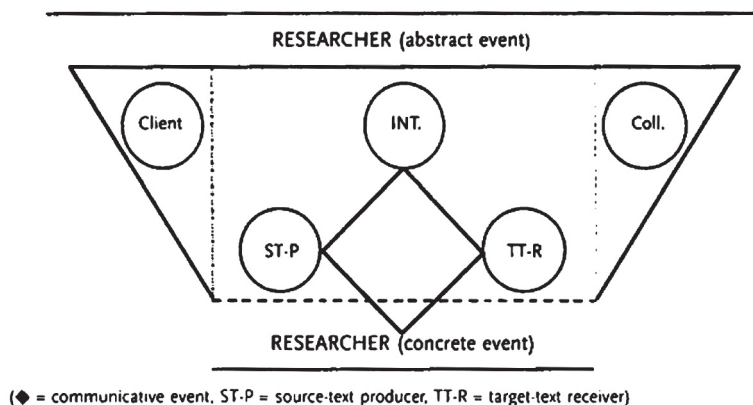 RESEARCHER (abstract event)
Client
INT.
Coll.
ST-P
TT-R
RESEARCHER (concrete event)
(◆ = communicative event, ST-P = source-text producer, TT-R = target-text receiver)